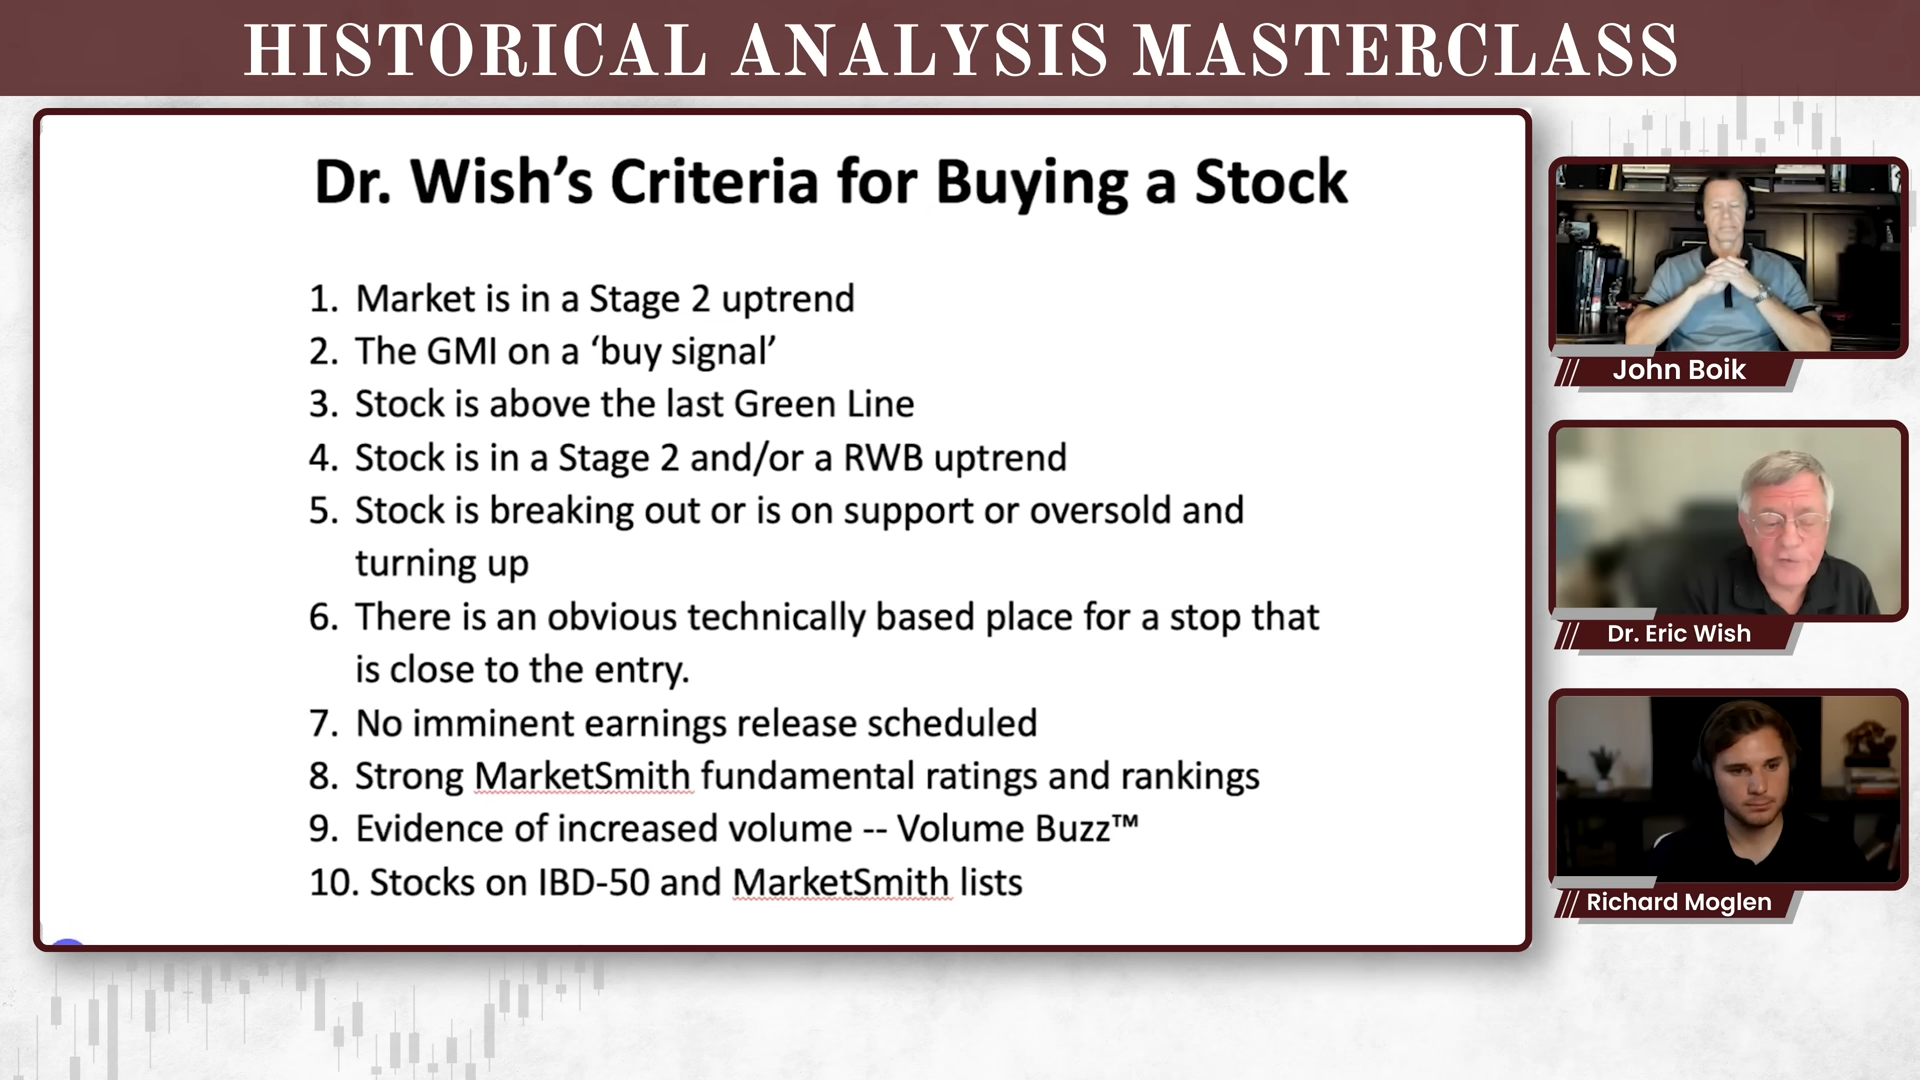 HISTORICAL ANALYSIS MASTERCLASS
Dr. Wish’s Criteria for Buying a Stock
1. Market is in a Stage 2 uptrend
2. The GMI on a ‘buy signal’
3. Stock is above the last Green Line
4. Stock is in a Stage 2 and/or a RWB uptrend
5. Stock is breaking out or is on support or oversold and
turning up
6. There is an obvious technically based place for a stop that
is close to the entry.
7. No imminent earnings release scheduled
8. Strong MarketSmith fundamental ratings and rankings
9. Evidence of increased volume -- Volume Buzz™
10. Stocks on IBD-50 and MarketSmith lists
John Boik
Dr. Eric Wish
Richard Moglen